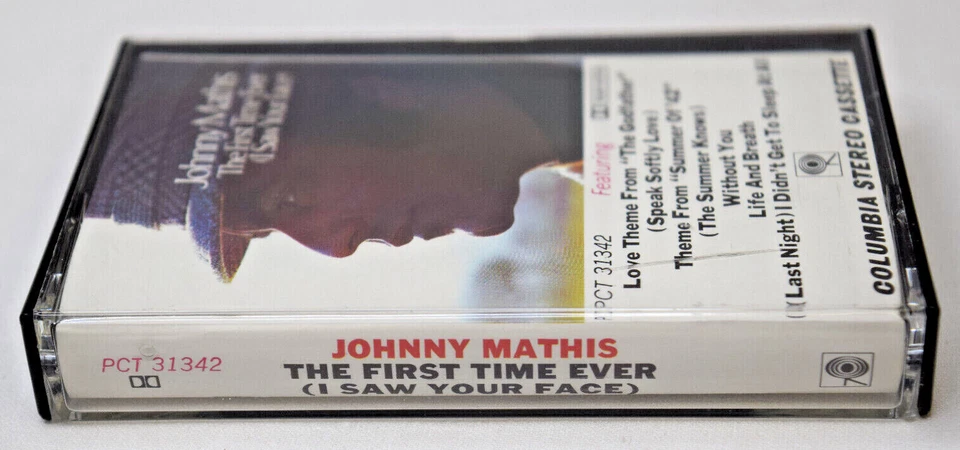 Johnny Mathis
The First Time Ever
(I Saw Your Face)
PCT 31342
Featuring
Love Theme From "The Godfather"
(Speak Softly Love)
Theme From "Summer Of '42"
(The Summer Knows)
Without You
Life And Breath
(Last Night) I Didn't Get To Sleep At All
COLUMBIA STEREO CASSETTE
PCT 31342
JOHNNY MATHIS
THE FIRST TIME EVER
(I SAW YOUR FACE)